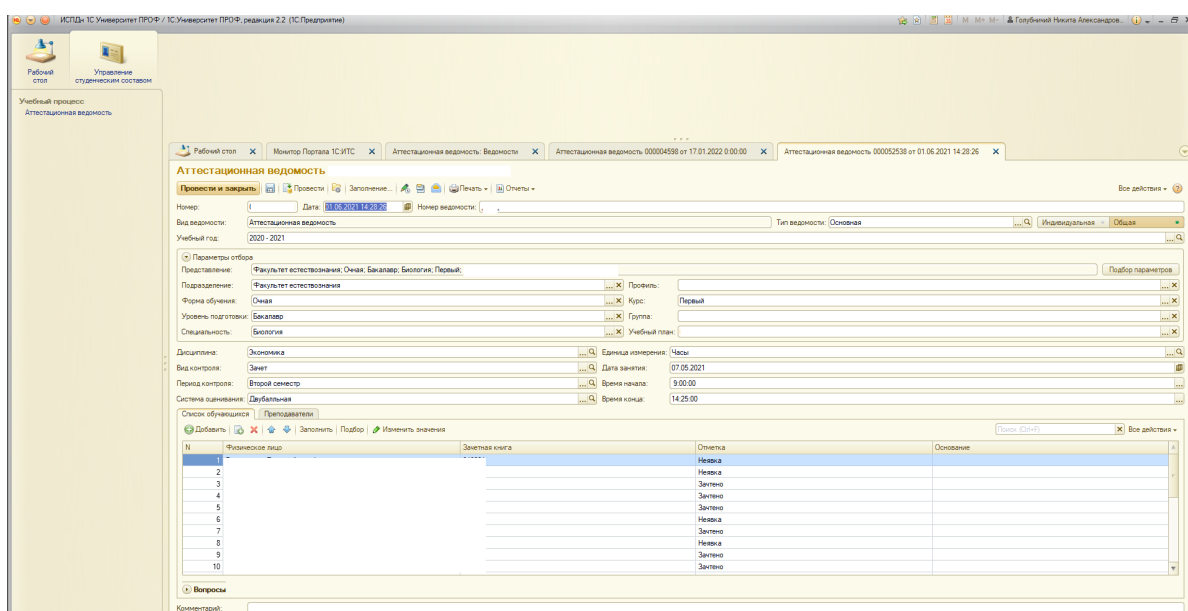 ИСПДн 1С Университет ПРОФ / 1С:Университет ПРОФ, редакция 2.2 (1С:Предприятие) M M+ M- Голубничий Никита Александров...
Рабочий стол
Управление студенческим составом
Учебный процесс
Аттестационная ведомость
Рабочий стол Монитор Портала 1С:ИТС Аттестационная ведомость: Ведомости Аттестационная ведомость 000004598 от 17.01.2022 0:00:00 Аттестационная ведомость 000052538 от 01.06.2021 14:28:26
Аттестационная ведомость
Провести и закрыть Провести Заполнение... Печать Отчеты Все действия
Номер: Дата: 01.06.2021 14:28:26 Номер ведомости:
Вид ведомости: Аттестационная ведомость Тип ведомости: Основная Индивидуальная Общая
Учебный год: 2020 - 2021
Параметры отбора
Представление: Факультет естествознания; Очная; Бакалавр; Биология; Первый; Подбор параметров
Подразделение: Факультет естествознания Профиль:
Форма обучения: Очная Курс: Первый
Уровень подготовки: Бакалавр Группа:
Специальность: Биология Учебный план:
Дисциплина: Экономика Единица измерения: Часы
Вид контроля: Зачет Дата занятия: 07.05.2021
Период контроля: Второй семестр Время начала: 9:00:00
Система оценивания: Двубалльная Время конца: 14:25:00
Список обучающихся Преподаватели
Добавить Заполнить Подбор Изменить значения Поиск (Ctrl+F) Все действия
N Физическое лицо Зачетная книга Отметка Основание
1 Неявка
2 Неявка
3 Зачтено
4 Зачтено
5 Зачтено
6 Неявка
7 Зачтено
8 Неявка
9 Зачтено
10 Зачтено
Вопросы
Комментарий: